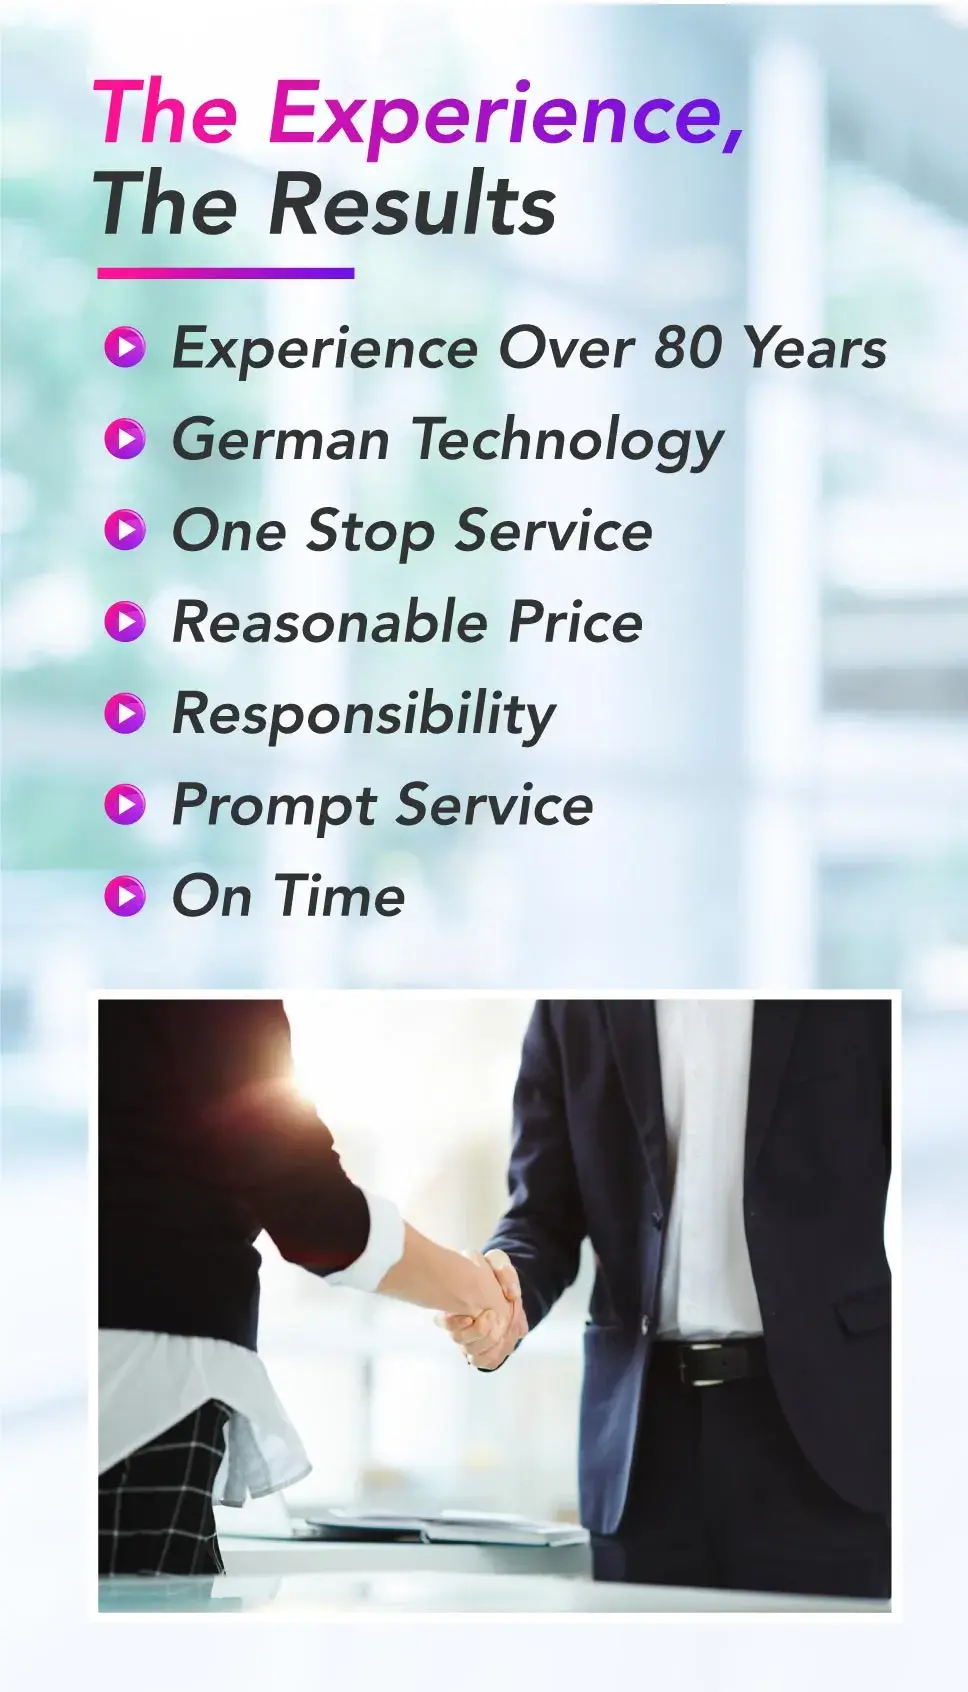 The Experience,
The Results
Experience Over 80 Years
German Technology
One Stop Service
Reasonable Price
Responsibility
Prompt Service
On Time